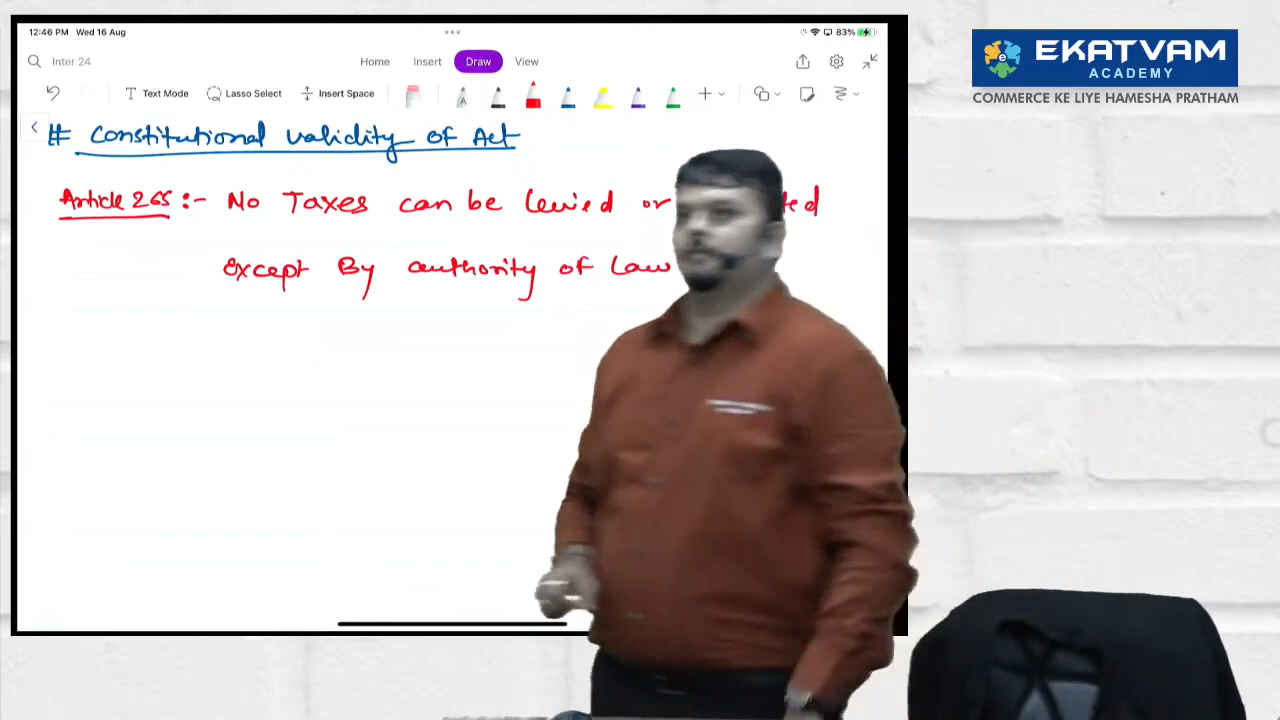 12:46 PM Wed 16 Aug
83%
EKATVAM
ACADEMY
COMMERCE KE LIYE HAMESHA PRATHAM
Inter 24
Home Insert Draw View
Text Mode Lasso Select Insert Space
# Constitutional validity of Act
Article 265 :- No Taxes can be levied or
Except By authority of Law